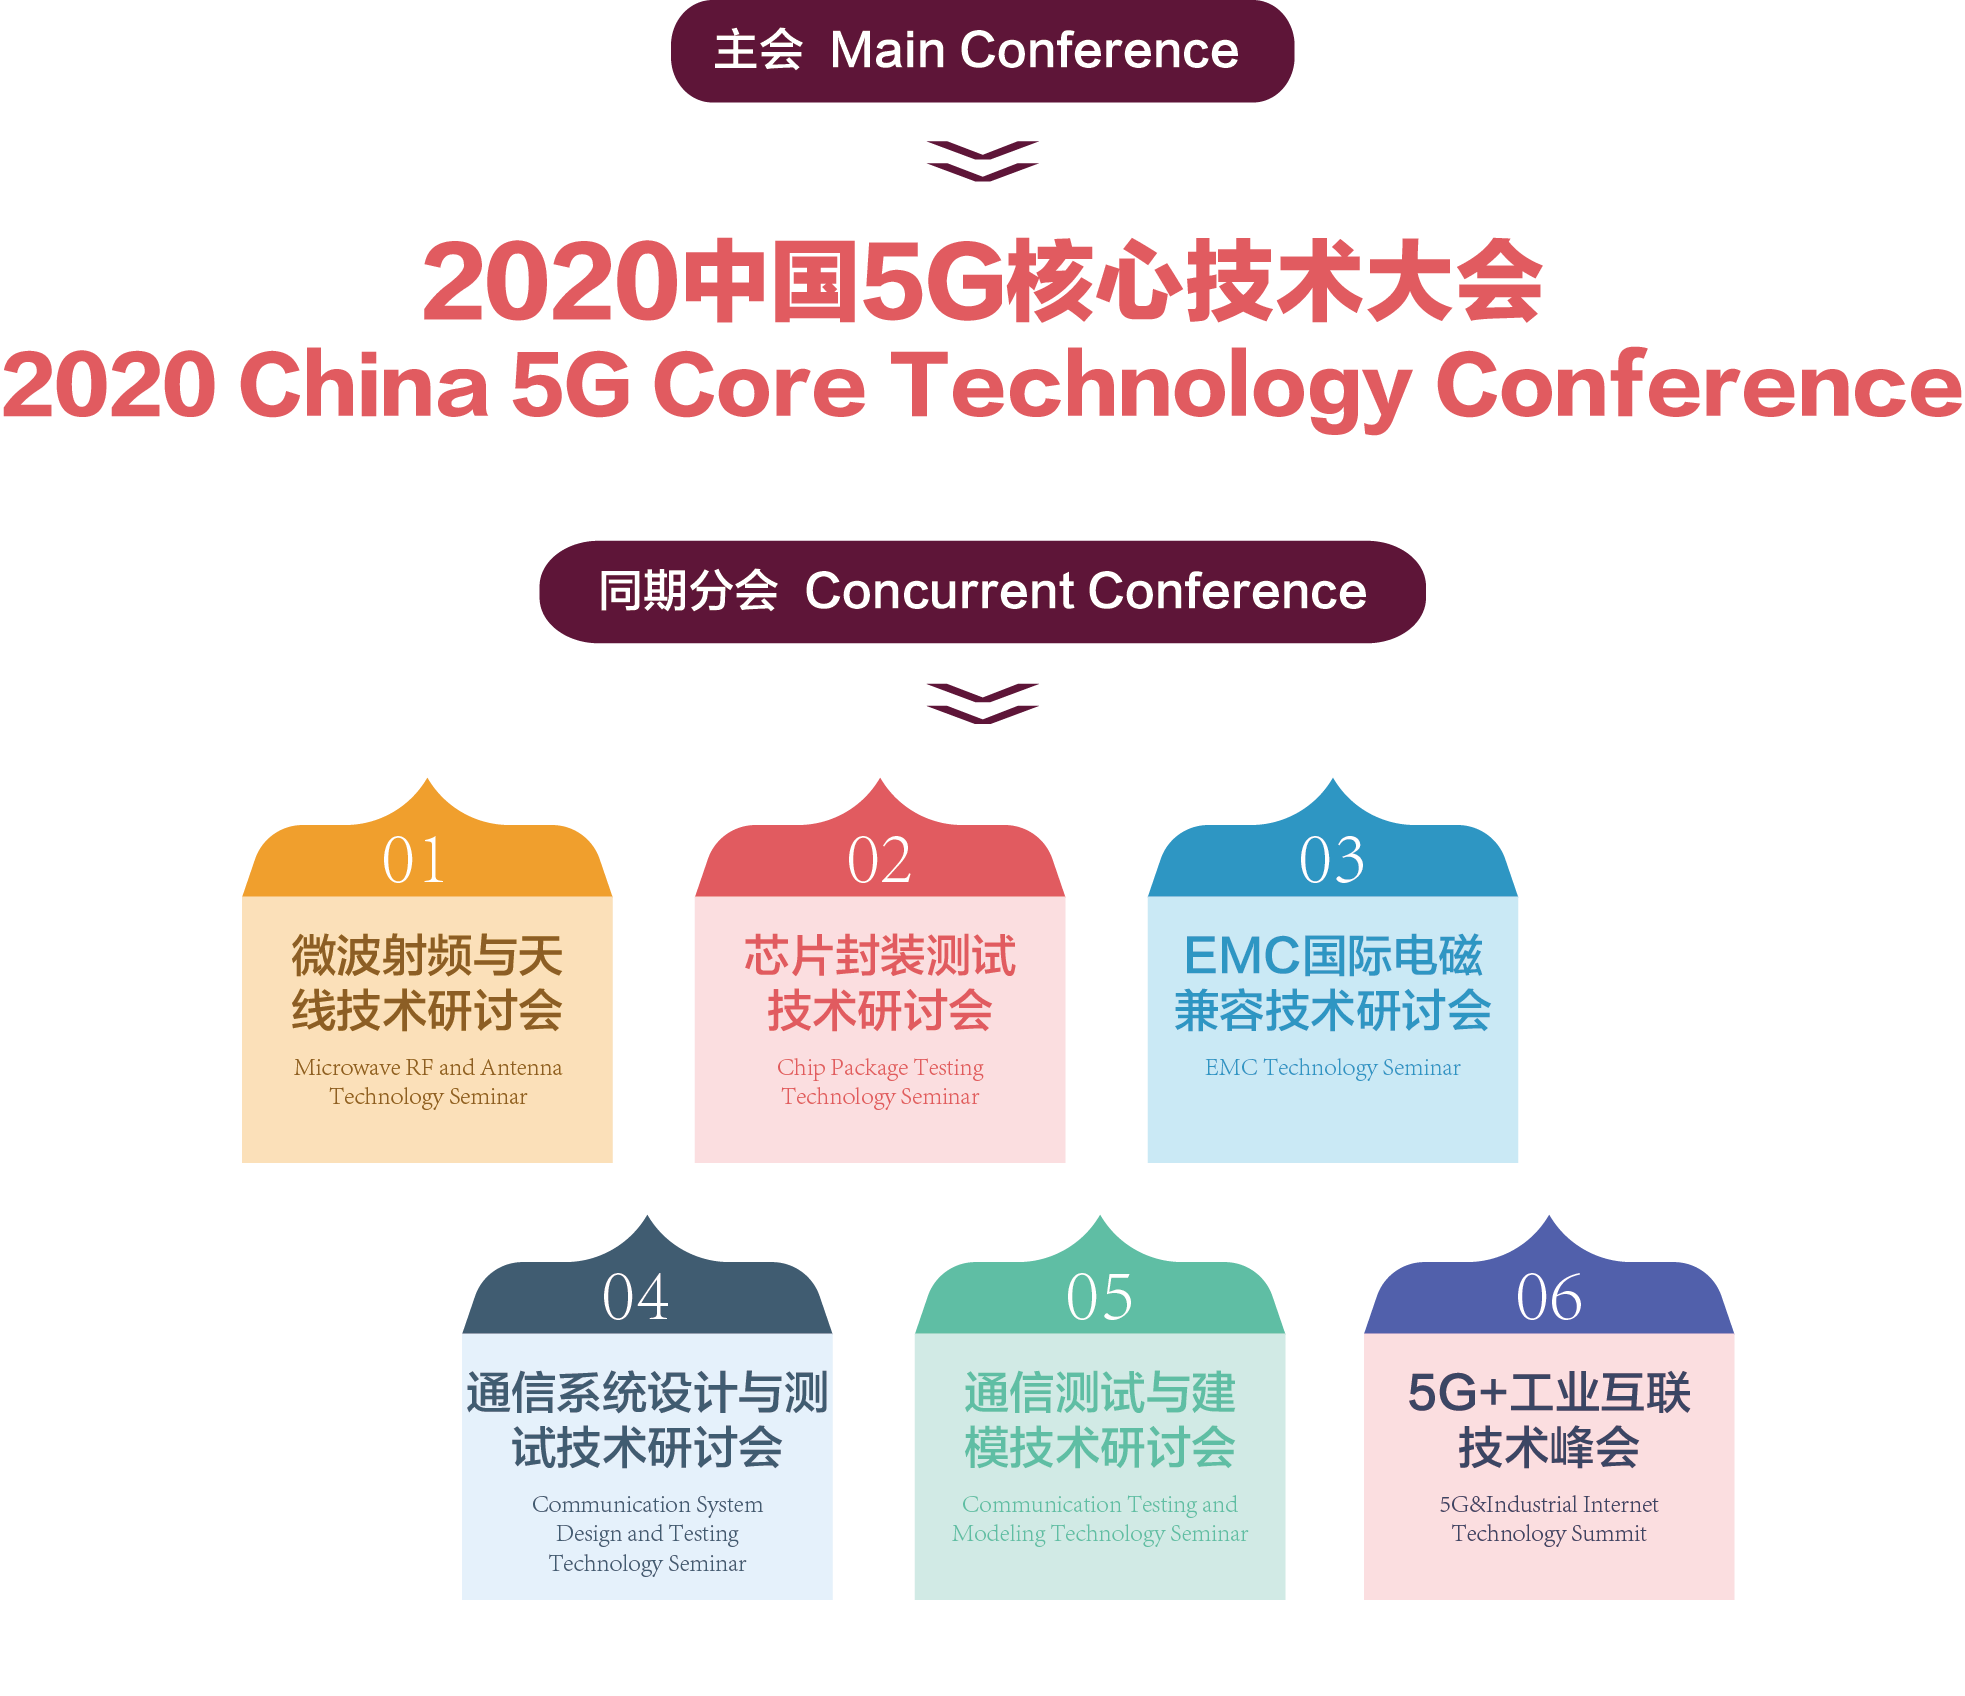 主会 Main Conference
2020中国5G核心技术大会
2020 China 5G Core Technology Conference
同期分会 Concurrent Conference
01
微波射频与天
线技术研讨会
Microwave RF and Antenna
Technology Seminar
02
芯片封装测试
技术研讨会
Chip Package Testing
Technology Seminar
03
EMC国际电磁
兼容技术研讨会
EMC Technology Seminar
04
通信系统设计与测
试技术研讨会
Communication System
Design and Testing
Technology Seminar
05
通信测试与建
模技术研讨会
Communication Testing and
Modeling Technology Seminar
06
5G+工业互联
技术峰会
5G&Industrial Internet
Technology Summit